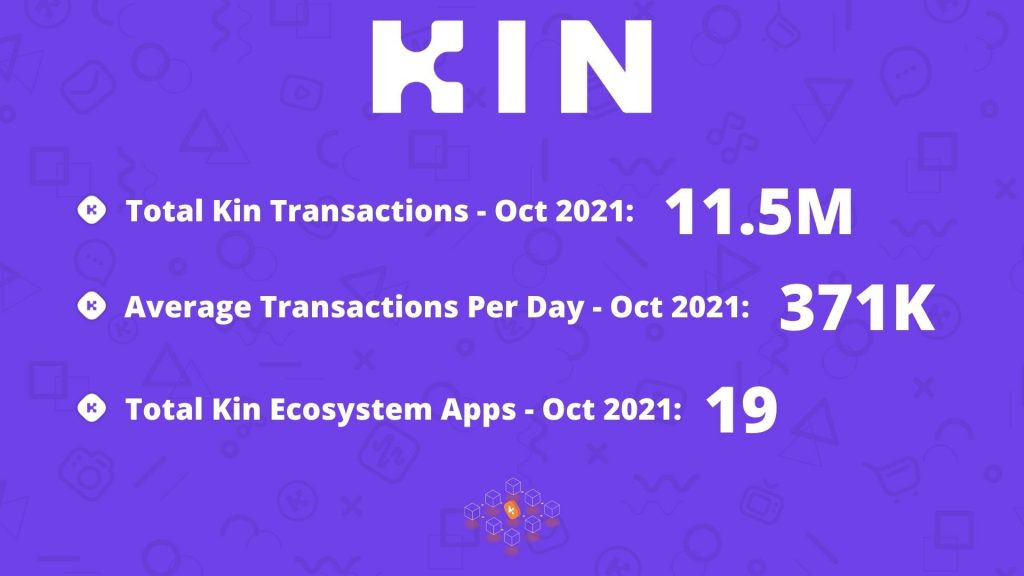 KIN
Total Kin Transactions - Oct 2021: 11.5M
Average Transactions Per Day - Oct 2021: 371K
Total Kin Ecosystem Apps - Oct 2021: 19